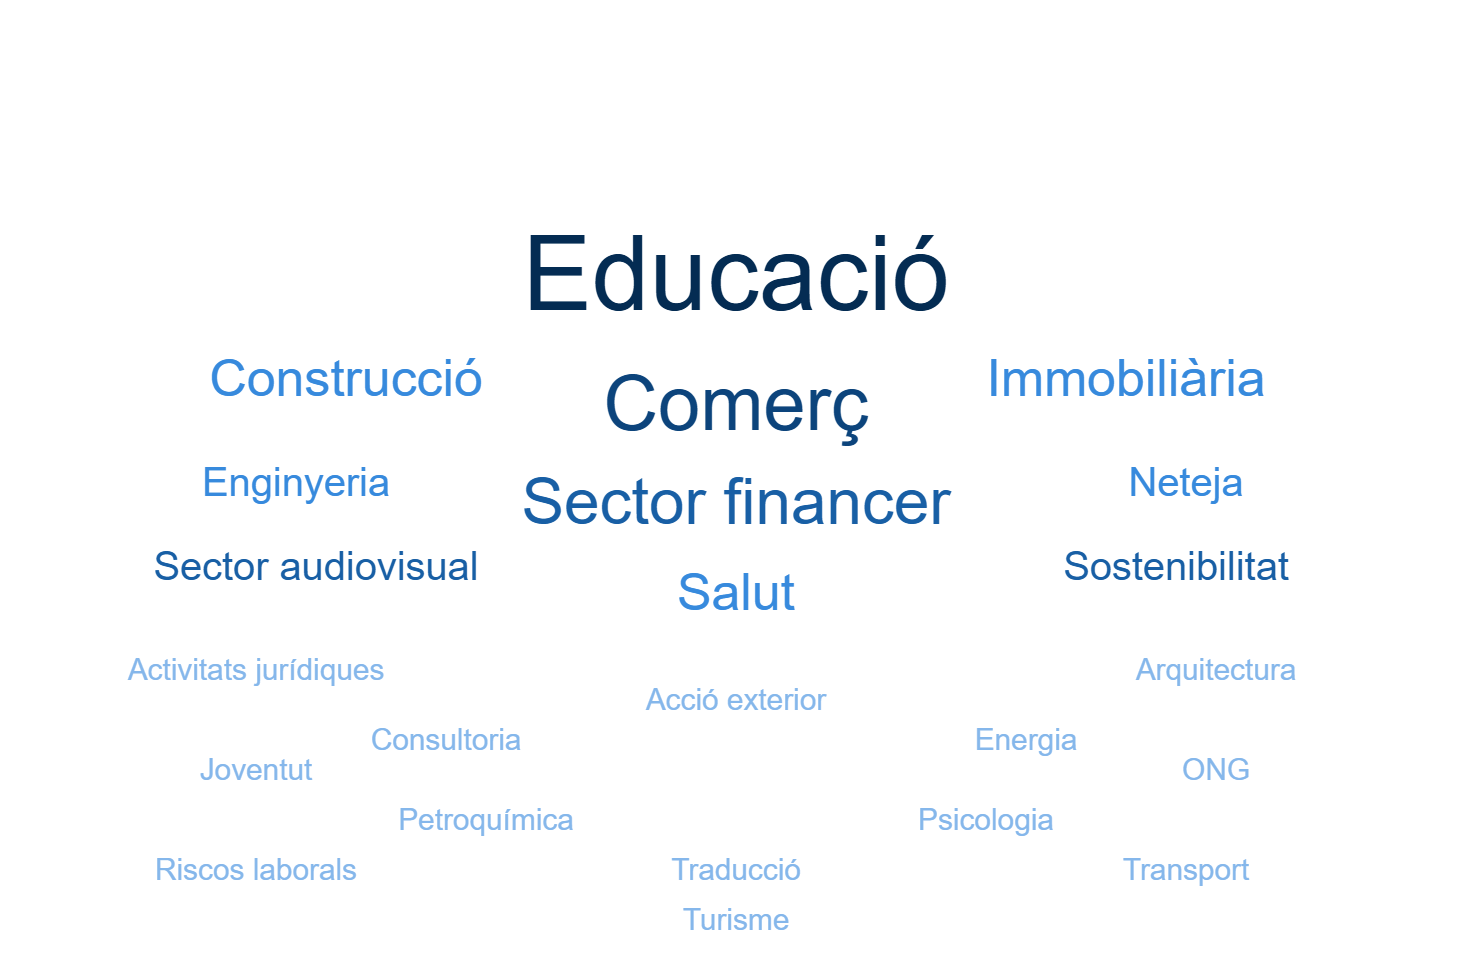 Educació
Construcció
Comerç
Immobiliària
Enginyeria
Sector financer
Neteja
Sector audiovisual
Salut
Sostenibilitat
Activitats jurídiques
Acció exterior
Arquitectura
Consultoria
Energia
Joventut
ONG
Petroquímica
Psicologia
Riscos laborals
Traducció
Transport
Turisme